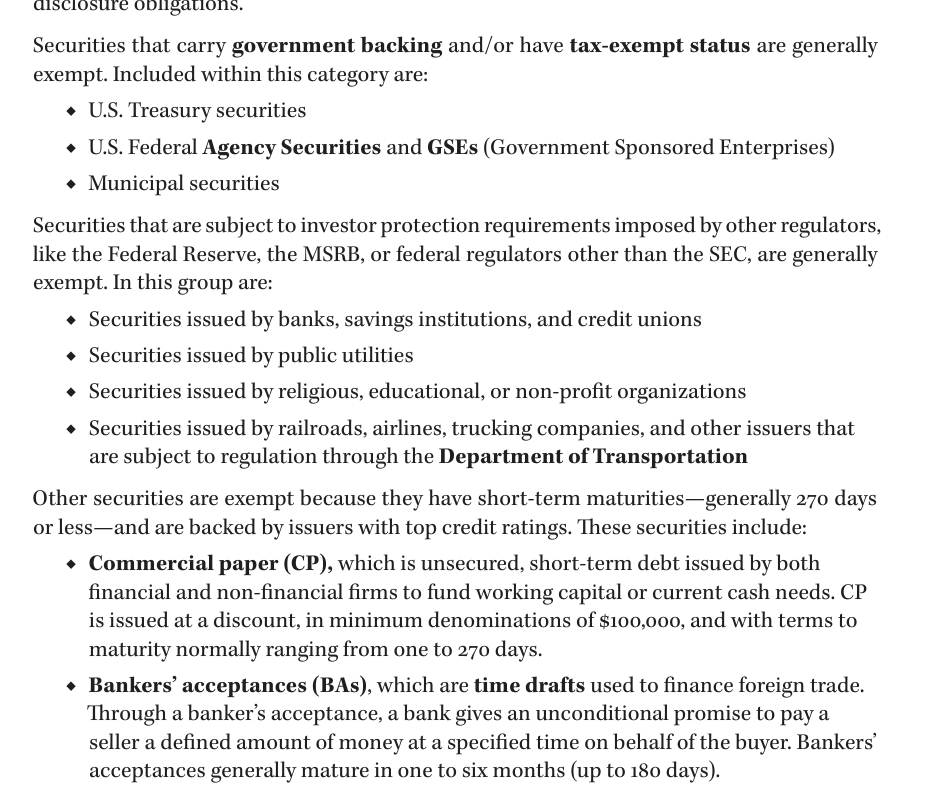 disclosure obligations.
Securities that carry government backing and/or have tax-exempt status are generally
exempt. Included within this category are:
◆ U.S. Treasury securities
◆ U.S. Federal Agency Securities and GSEs (Government Sponsored Enterprises)
◆ Municipal securities
Securities that are subject to investor protection requirements imposed by other regulators,
like the Federal Reserve, the MSRB, or federal regulators other than the SEC, are generally
exempt. In this group are:
◆ Securities issued by banks, savings institutions, and credit unions
◆ Securities issued by public utilities
◆ Securities issued by religious, educational, or non-profit organizations
◆ Securities issued by railroads, airlines, trucking companies, and other issuers that
are subject to regulation through the Department of Transportation
Other securities are exempt because they have short-term maturities—generally 270 days
or less—and are backed by issuers with top credit ratings. These securities include:
◆ Commercial paper (CP), which is unsecured, short-term debt issued by both
financial and non-financial firms to fund working capital or current cash needs. CP
is issued at a discount, in minimum denominations of $100,000, and with terms to
maturity normally ranging from one to 270 days.
◆ Bankers’ acceptances (BAs), which are time drafts used to finance foreign trade.
Through a banker’s acceptance, a bank gives an unconditional promise to pay a
seller a defined amount of money at a specified time on behalf of the buyer. Bankers’
acceptances generally mature in one to six months (up to 180 days).